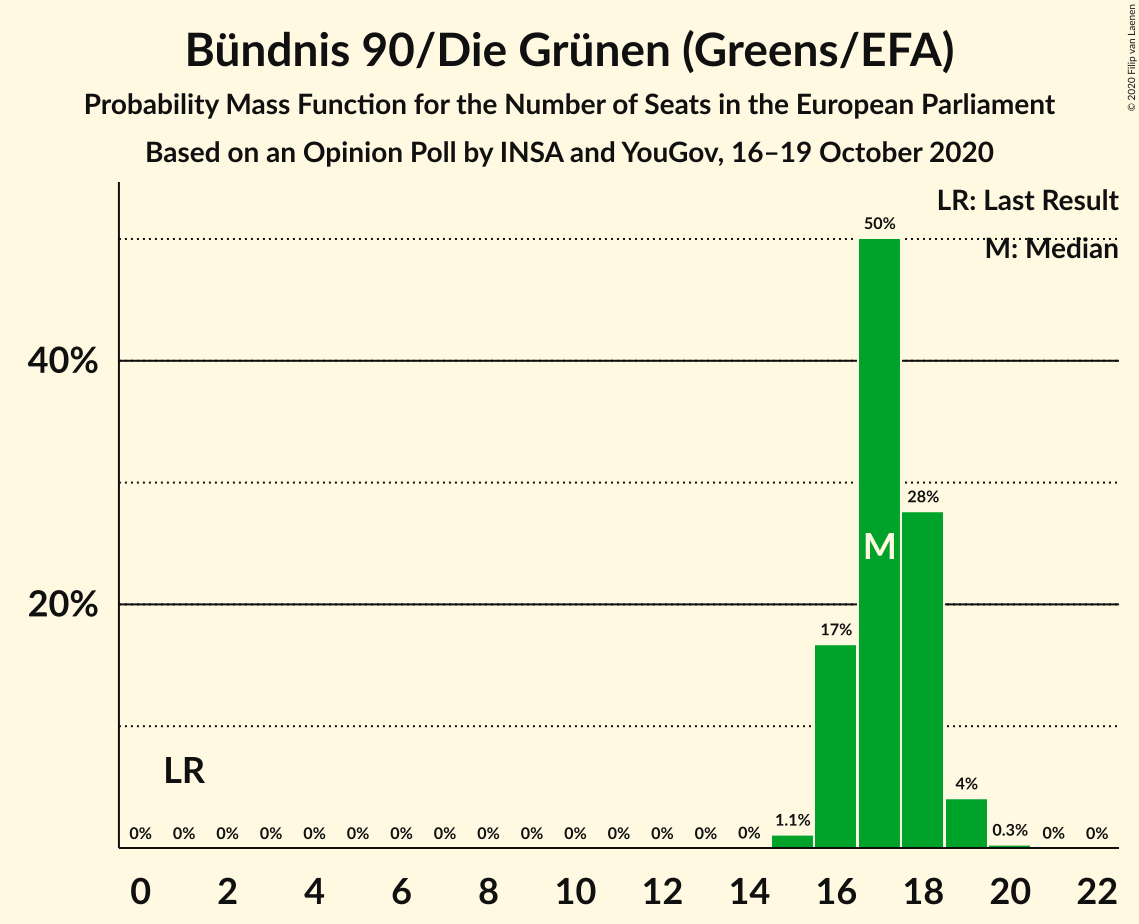 Bündnis 90/Die Grünen (Greens/EFA)
Probability Mass Function for the Number of Seats in the European Parliament
Based on an Opinion Poll by INSA and YouGov, 16–19 October 2020
© 2020 Filip van Laenen
LR: Last Result
M: Median
50%
40%
28%
M
20%
17%
LR
0% 0% 0% 0% 0% 0% 0% 0% 0% 0% 0% 0% 0% 0% 0% 1.1% 4% 0.3% 0% 0%
0 2 4 6 8 10 12 14 16 18 20 22